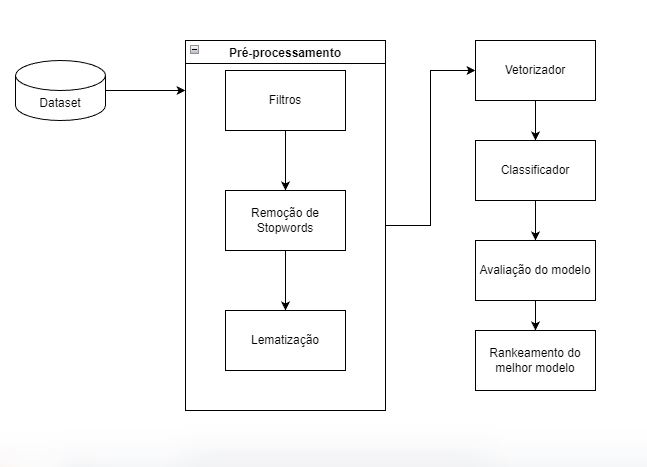 Dataset
Pré-processamento
Filtros
Remoção de
Stopwords
Lematização
Vetorizador
Classificador
Avaliação do modelo
Rankeamento do
melhor modelo